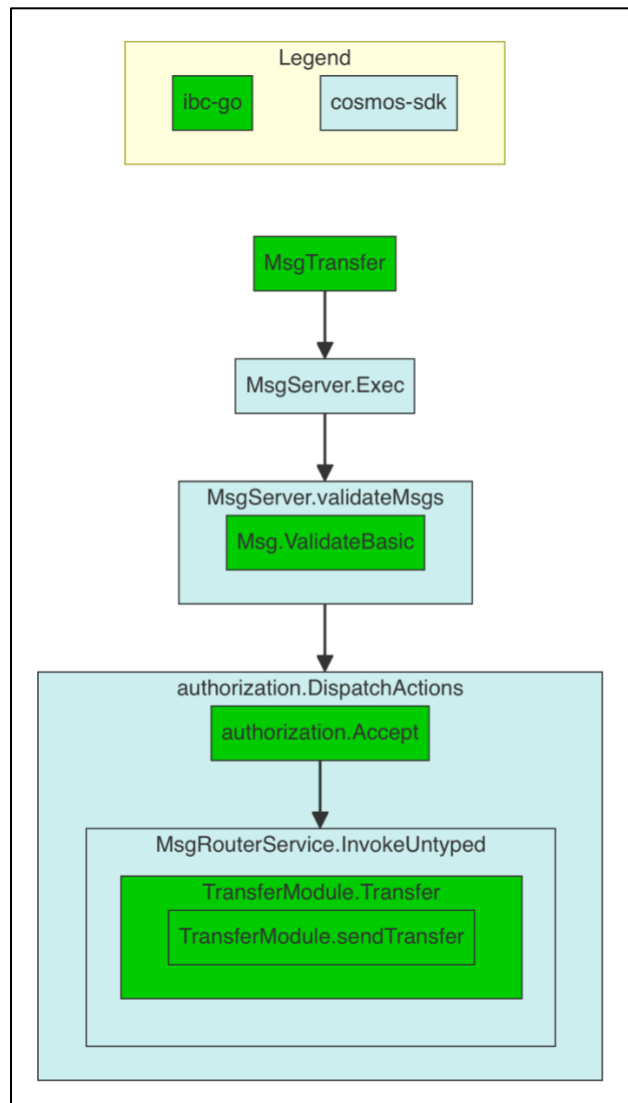 Legend
ibc-go
cosmos-sdk
MsgTransfer
MsgServer.Exec
MsgServer.validateMsgs
Msg.ValidateBasic
authorization.DispatchActions
authorization.Accept
MsgRouterService.InvokeUntyped
TransferModule.Transfer
TransferModule.sendTransfer